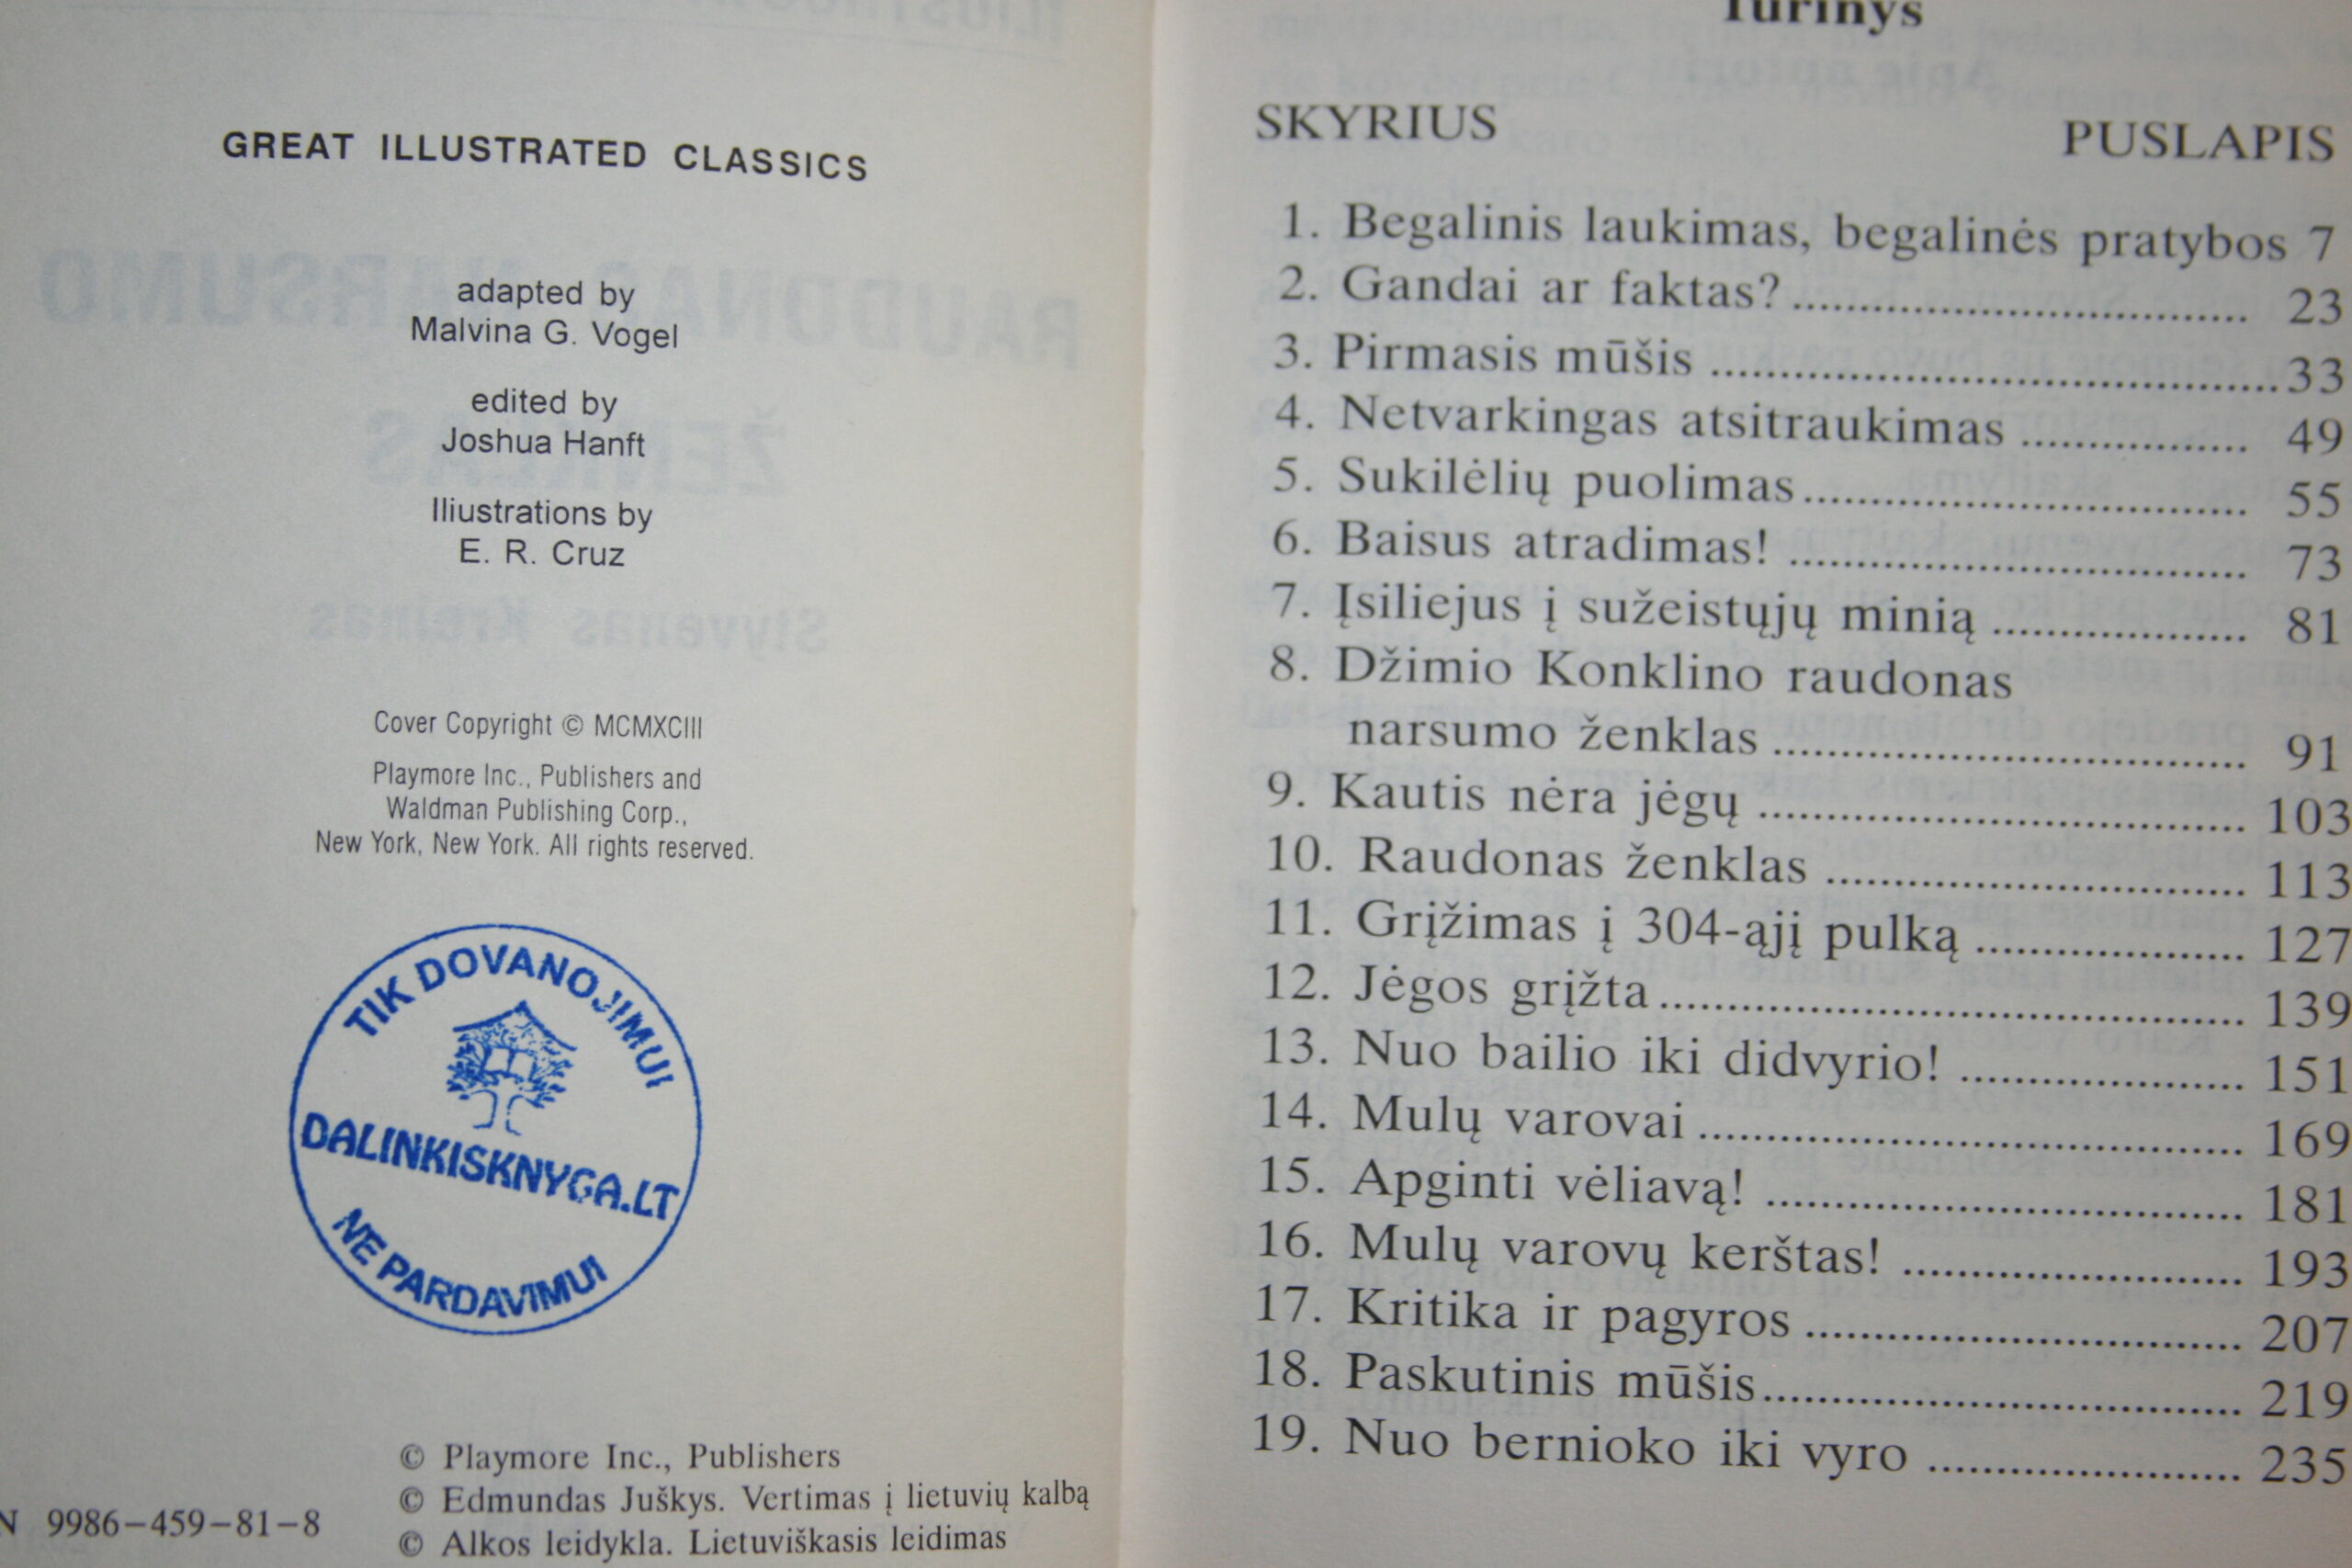 GREAT ILLUSTRATED CLASSICS
adapted by
Malvina G. Vogel
edited by
Joshua Hanft
Iliustrations by
E. R. Cruz
Cover Copyright © MCMXCIII
Playmore Inc., Publishers and
Waldman Publishing Corp.,
New York, New York. All rights reserved.
TIK DOVANOJIMUI
DALINKISKNYGA.LT
NE PARDAVIMUI
© Playmore Inc., Publishers
© Edmundas Juškys. Vertimas į lietuvių kalbą
N 9986–459–81–8
© Alkos leidykla. Lietuviškasis leidimas
Turinys
SKYRIUS PUSLAPIS
1. Begalinis laukimas, begalinės pratybos 7
2. Gandai ar faktas? 23
3. Pirmasis mūšis 33
4. Netvarkingas atsitraukimas 49
5. Sukilėlių puolimas 55
6. Baisus atradimas! 73
7. Įsiliejus į sužeistųjų minią 81
8. Džimio Konklino raudonas
narsumo ženklas 91
9. Kautis nėra jėgų 103
10. Raudonas ženklas 113
11. Grįžimas į 304-ąjį pulką 127
12. Jėgos grįžta 139
13. Nuo bailio iki didvyrio! 151
14. Mulų varovai 169
15. Apginti vėliavą! 181
16. Mulų varovų kerštas! 193
17. Kritika ir pagyros 207
18. Paskutinis mūšis 219
19. Nuo bernioko iki vyro 235